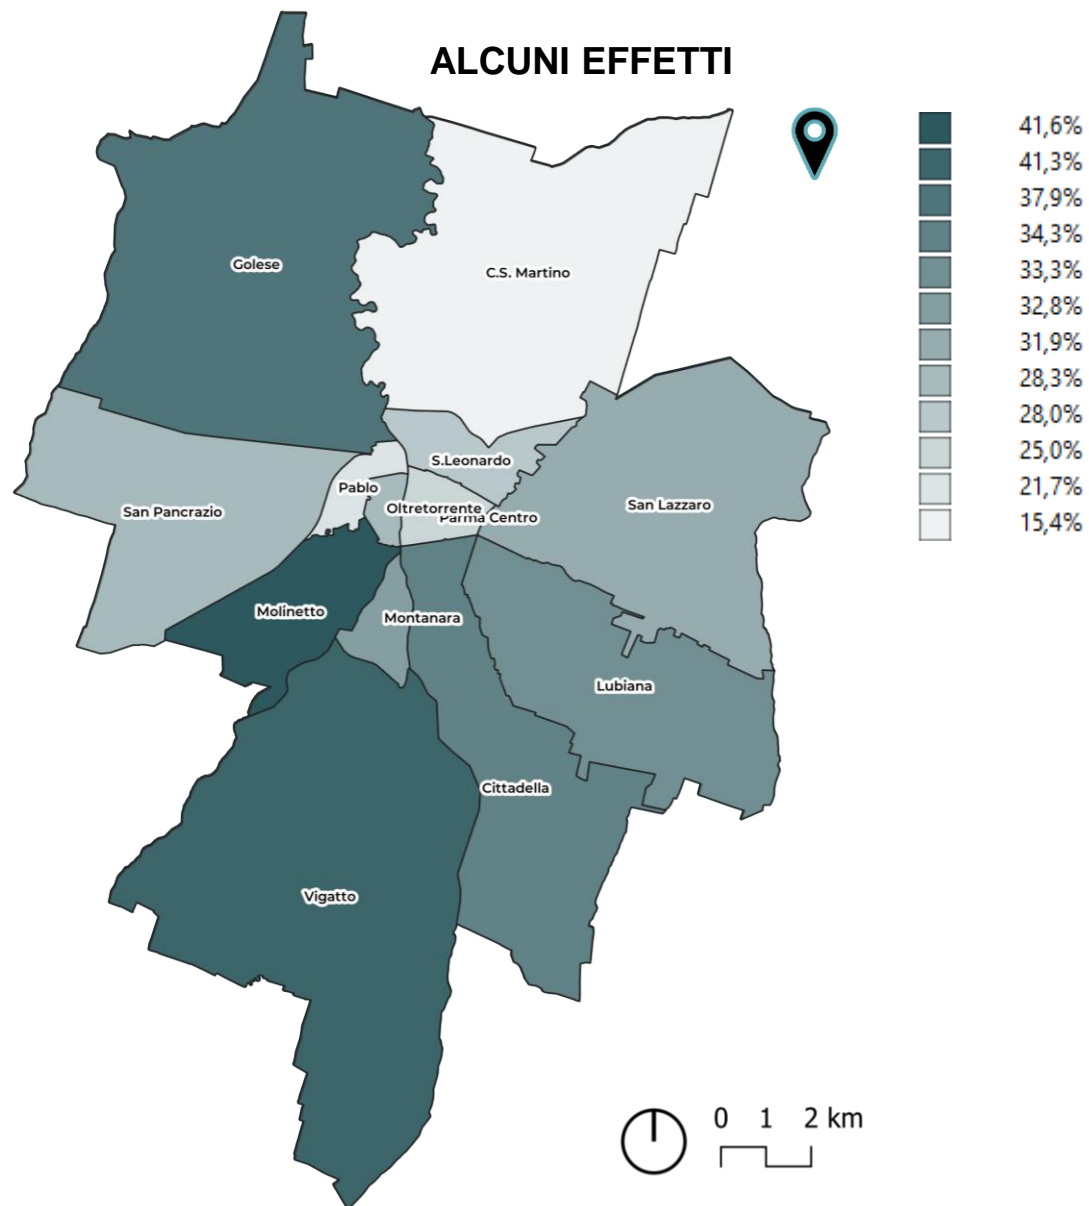 ALCUNI EFFETTI
41,6%
41,3%
37,9%
34,3%
33,3%
32,8%
31,9%
28,3%
28,0%
25,0%
21,7%
15,4%
Golese
C.S. Martino
S.Leonardo
Pablo
San Pancrazio
Oltretorrente
Parma Centro
San Lazzaro
Molinetto
Montanara
Lubiana
Cittadella
Vigatto
0 1 2 km